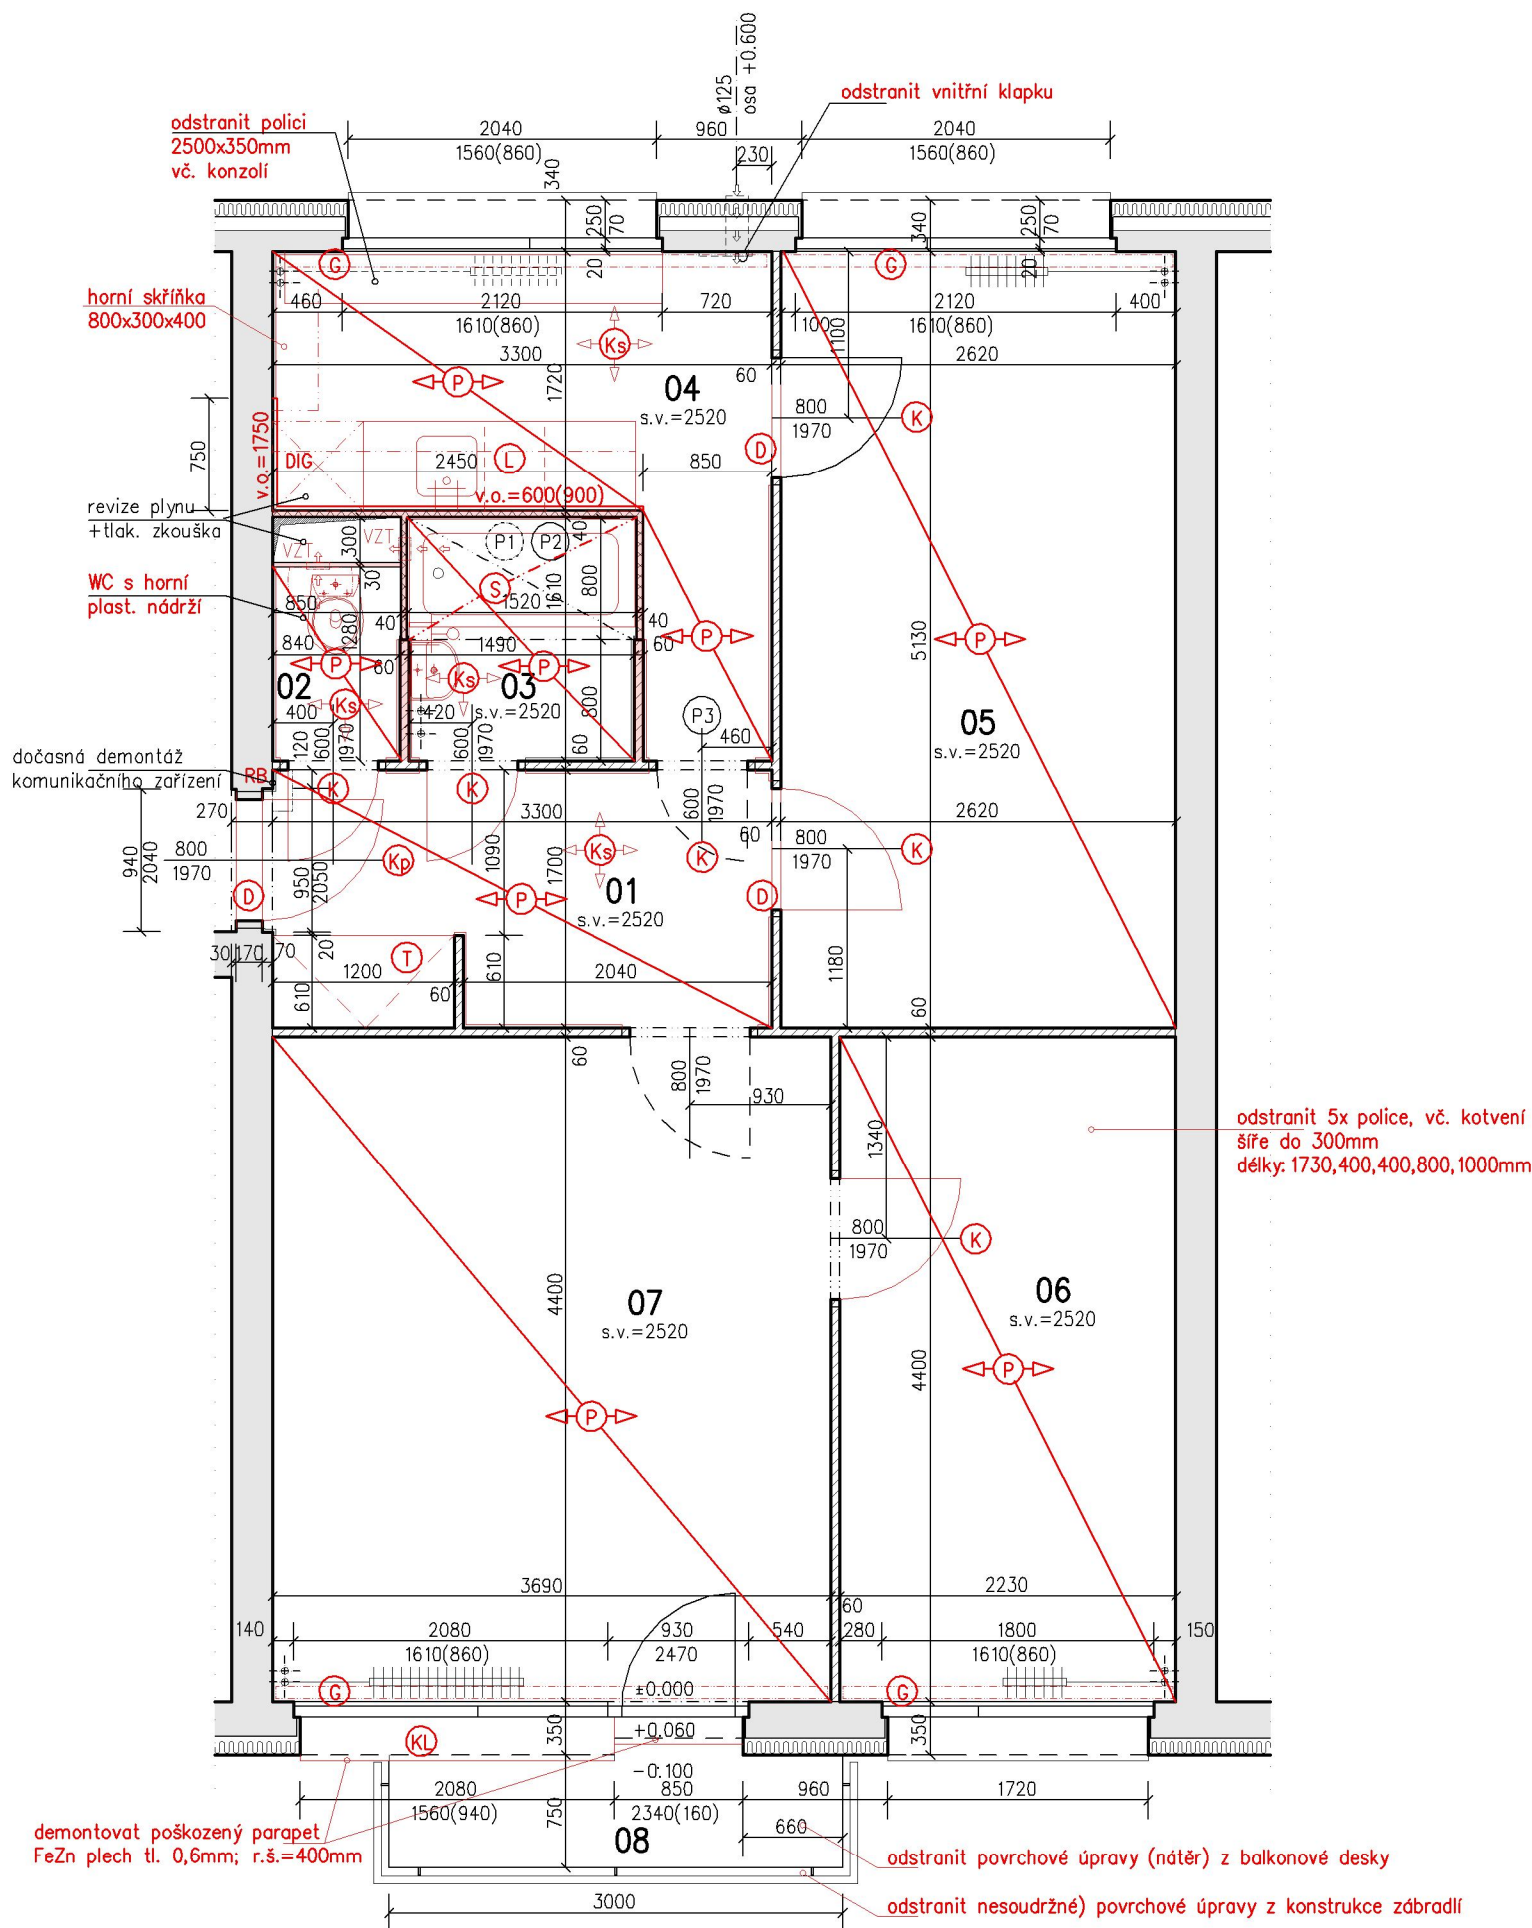 ø125
osa +0.600
odstranit vnitřní klapku
odstranit polici
2500x350mm
vč. konzolí
2040
1560(860)
960
2040
1560(860)
230
340
250
70
20
340
250
70
20
G
G
horní skříňka
800x300x400
460
2120
1610(860)
720
100
2120
1610(860)
400
1100
Ks
3300
60
2620
P
1720
04
s.v.=2520
800
1970
K
750
v.o.=1750
DIG
2450
L
850
D
v.o.=600(900)
revize plynu
+tlak. zkouška
VZT
VZT
300
30
P1
P2
40
WC s horní
plast. nádrží
S
1610
800
850
1520
40
40
1280
840
60
1490
60
P
P
P
P
5130
02
Ks
Ks
03
s.v.=2520
800
400
420
P3
460
05
s.v.=2520
120
600
1970
600
1970
60
dočasná demontáž
komunikačního zařízení
RB
K
K
270
3300
600
1970
60
2620
940
2040
800
1970
Kp
950
2050
1090
1700
Ks
K
800
1970
K
D
P
01
s.v.=2520
D
30
170
70
20
T
1200
60
610
2040
610
1180
60
60
800
1970
930
1340
odstranit 5x police, vč. kotvení
šíře do 300mm
délky: 1730,400,400,800,1000mm
800
1970
K
4400
07
s.v.=2520
06
s.v.=2520
4400
P
P
3690
60
2230
140
2080
1610(860)
930
2470
540
280
1800
1610(860)
150
G
±0.000
G
KL
350
+0.060
350
-0.100
2080
1560(940)
850
2340(160)
960
1720
750
660
demontovat poškozený parapet
FeZn plech tl. 0,6mm; r.š.=400mm
08
odstranit povrchové úpravy (nátěr) z balkonové desky
odstranit nesoudržné) povrchové úpravy z konstrukce zábradlí
3000